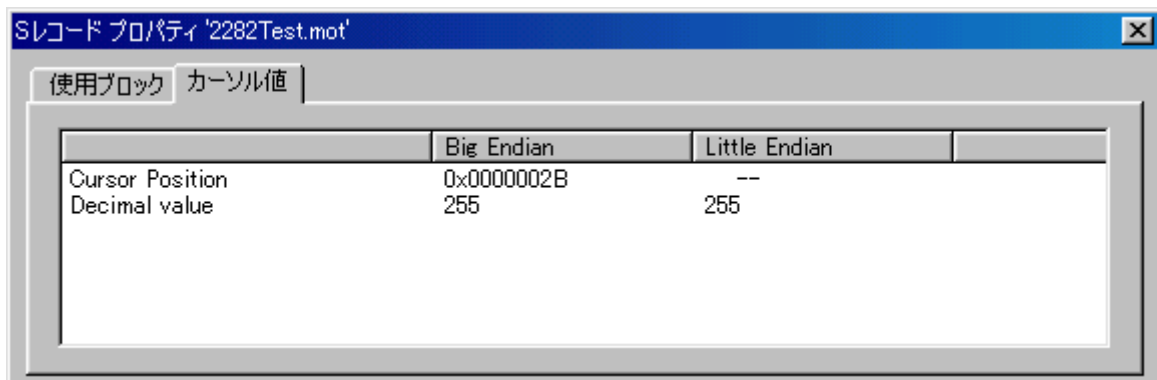 Sレコード プロパティ '2282Test.mot'
使用ブロック カーソル値
Big Endian Little Endian
Cursor Position 0x0000002B --
Decimal value 255 255